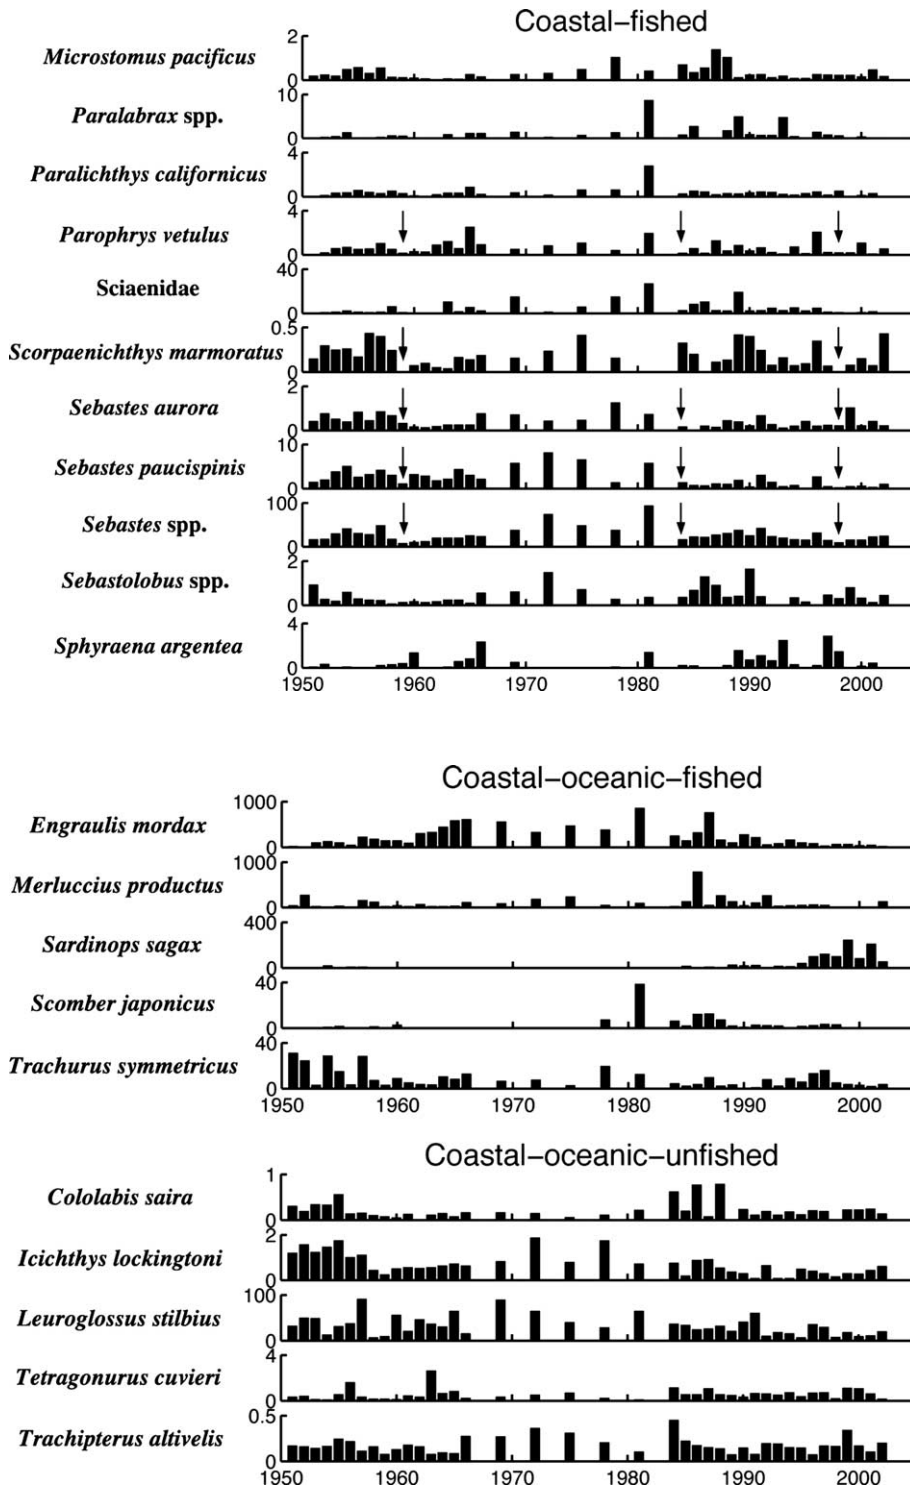 Coastal–fished
Microstomus pacificus 2 0
Paralabrax spp. 10 0
Paralichthys californicus 4 0
Parophrys vetulus 4 0
Sciaenidae 40 0
Scorpaenichthys marmoratus 0.5 0
Sebastes aurora 2 0
Sebastes paucispinis 10 0
Sebastes spp. 100 0
Sebastolobus spp. 2 0
Sphyraena argentea 4 0
1950 1960 1970 1980 1990 2000
Coastal–oceanic–fished
Engraulis mordax 1000 0
Merluccius productus 1000 0
Sardinops sagax 400 0
Scomber japonicus 40 0
Trachurus symmetricus 40 0
1950 1960 1970 1980 1990 2000
Coastal–oceanic–unfished
Cololabis saira 1 0
Icichthys lockingtoni 2 0
Leuroglossus stilbius 100 0
Tetragonurus cuvieri 4 0
Trachipterus altivelis 0.5 0
1950 1960 1970 1980 1990 2000